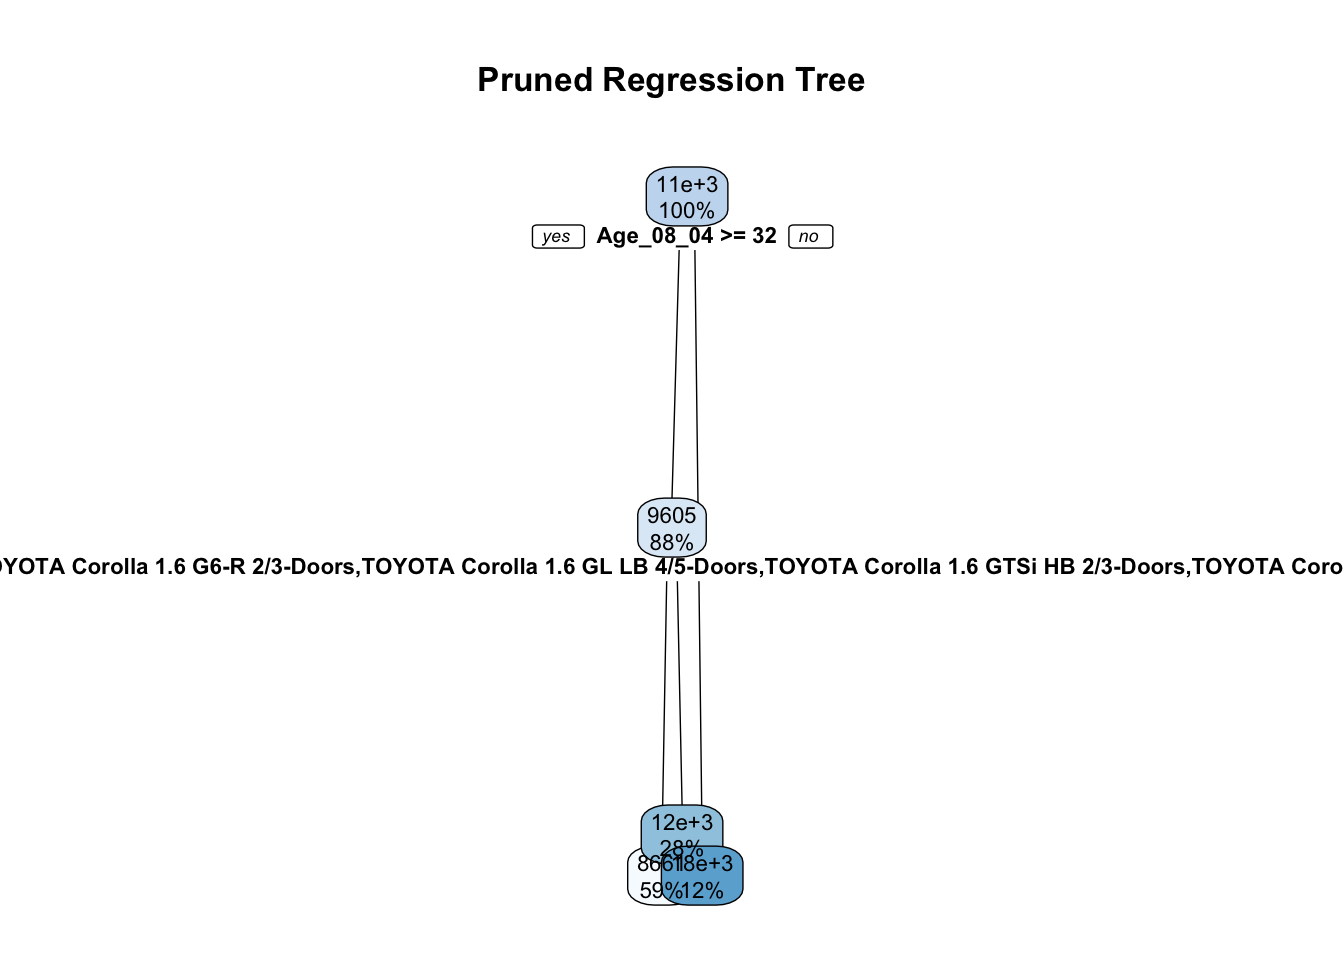 Pruned Regression Tree
11e+3
100%
yes Age_08_04 >= 32 no
9605
88%
OYOTA Corolla 1.6 G6-R 2/3-Doors,TOYOTA Corolla 1.6 GL LB 4/5-Doors,TOYOTA Corolla 1.6 GTSi HB 2/3-Doors,TOYOTA Coro
12e+3
28%
8661 18e+3
59% 12%